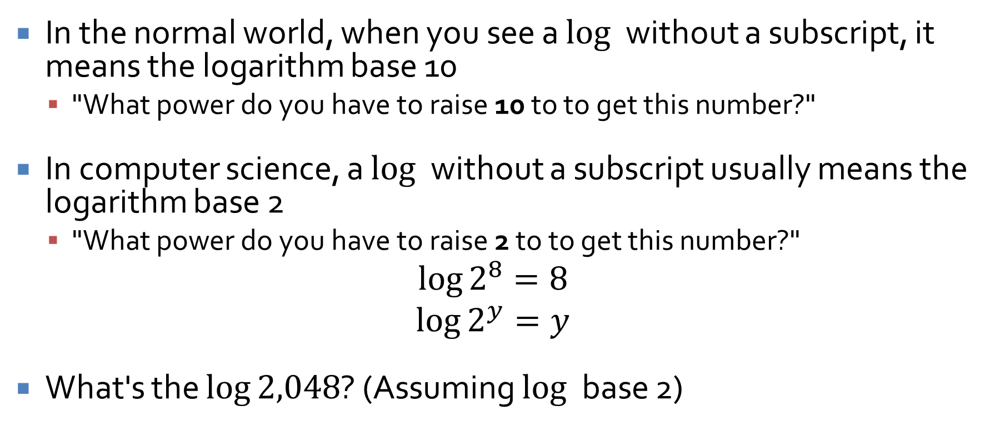 In the normal world, when you see a log without a subscript, it
means the logarithm base 10
"What power do you have to raise 10 to to get this number?"
In computer science, a log without a subscript usually means the
logarithm base 2
"What power do you have to raise 2 to to get this number?"
log 2⁸ = 8
log 2ʸ = y
What's the log 2,048? (Assuming log base 2)